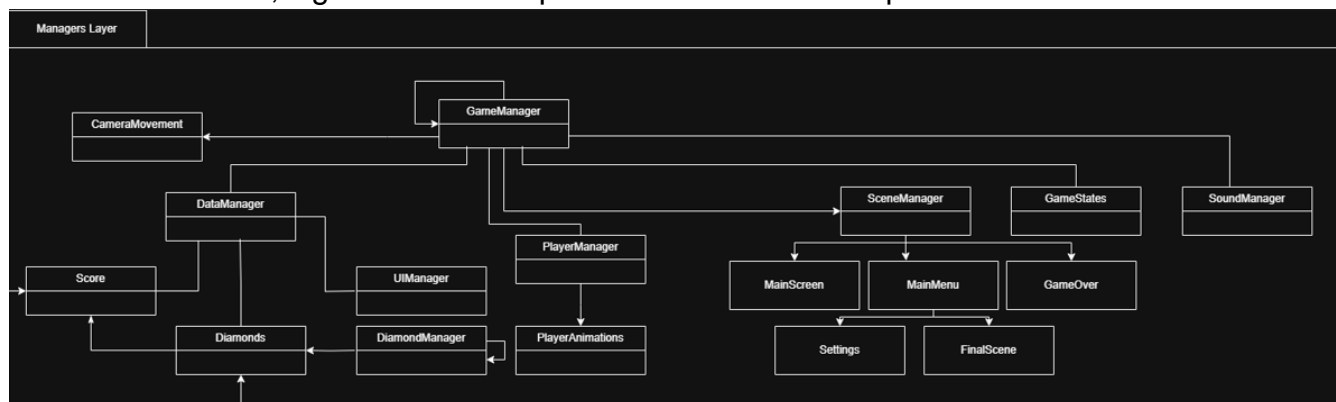 Managers Layer
GameManager
CameraMovement
DataManager
SceneManager
GameStates
SoundManager
PlayerManager
Score
UIManager
MainScreen
MainMenu
GameOver
Diamonds
DiamondManager
PlayerAnimations
Settings
FinalScene